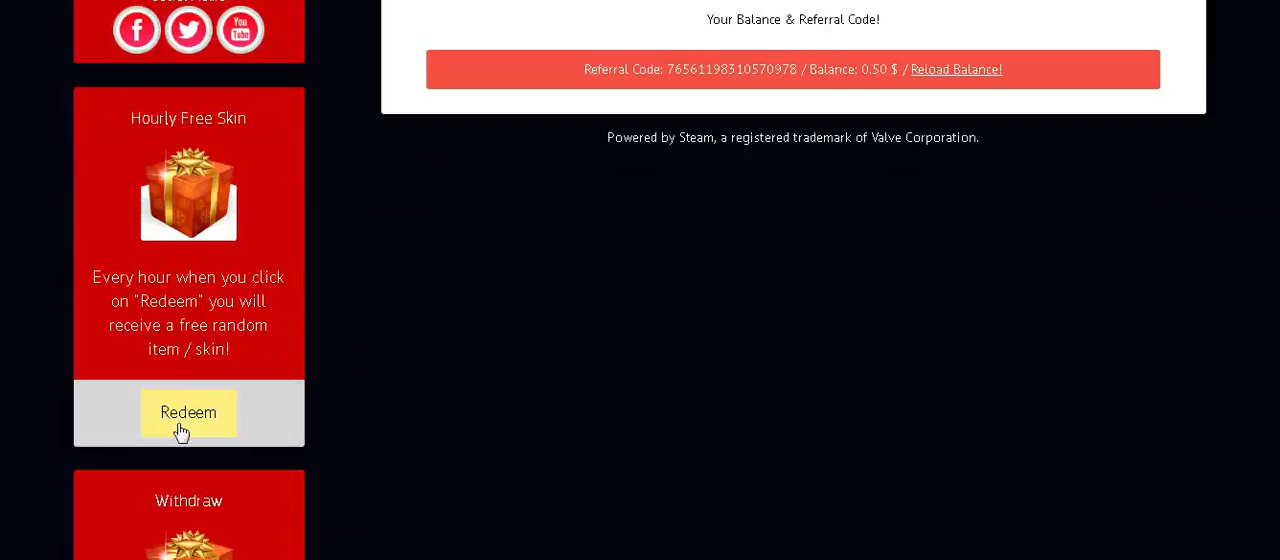 You
Tube
Hourly Free Skin
Every hour when you click
on "Redeem" you will
receive a free random
item / skin!
Redeem
Withdraw
Your Balance & Referral Code!
Referral Code: 76561198310570978 / Balance: 0.50 $ / Reload Balance!
Powered by Steam, a registered trademark of Valve Corporation.